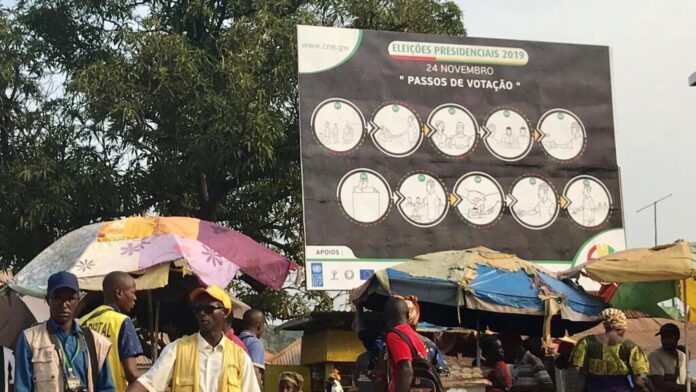 www.cne.gw
ELEIÇÕES PRESIDENCIAIS 2019
24 NOVEMBRO
" PASSOS DE VOTAÇÃO "
APOIOS :